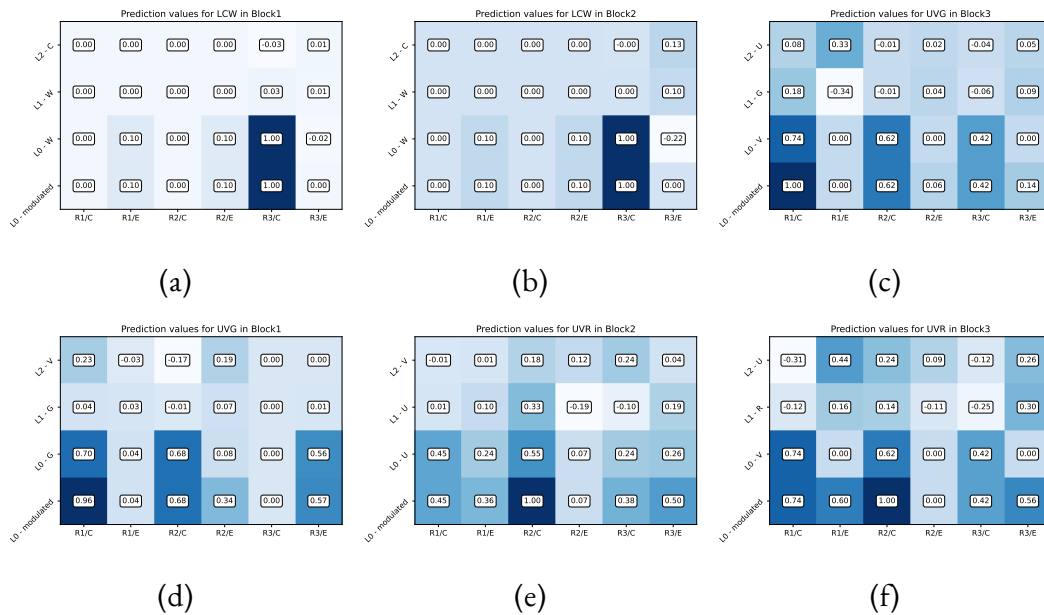 Prediction values for LCW in Block1
L2 - C 0.00 0.00 0.00 0.00 -0.03 0.01
L1 - W 0.00 0.00 0.00 0.00 0.03 0.01
L0 - W 0.00 0.10 0.00 0.10 1.00 -0.02
L0 - modulated 0.00 0.10 0.00 0.10 1.00 0.00
R1/C R1/E R2/C R2/E R3/C R3/E
(a)
Prediction values for LCW in Block2
L2 - C 0.00 0.00 0.00 0.00 -0.00 0.13
L1 - W 0.00 0.00 0.00 0.00 0.00 0.10
L0 - W 0.00 0.10 0.00 0.10 1.00 -0.22
L0 - modulated 0.00 0.10 0.00 0.10 1.00 0.00
R1/C R1/E R2/C R2/E R3/C R3/E
(b)
Prediction values for UVG in Block3
L2 - U 0.08 0.33 -0.01 0.02 -0.04 0.05
L1 - G 0.18 -0.34 -0.01 0.04 -0.06 0.09
L0 - V 0.74 0.00 0.62 0.00 0.42 0.00
L0 - modulated 1.00 0.00 0.62 0.06 0.42 0.14
R1/C R1/E R2/C R2/E R3/C R3/E
(c)
Prediction values for UVG in Block1
L2 - V 0.23 -0.03 -0.17 0.19 0.00 0.00
L1 - G 0.04 0.03 -0.01 0.07 0.00 0.01
L0 - G 0.70 0.04 0.68 0.08 0.00 0.56
L0 - modulated 0.96 0.04 0.68 0.34 0.00 0.57
R1/C R1/E R2/C R2/E R3/C R3/E
(d)
Prediction values for UVR in Block2
L2 - V -0.01 0.01 0.18 0.12 0.24 0.04
L1 - U 0.01 0.10 0.33 -0.19 -0.10 0.19
L0 - U 0.45 0.24 0.55 0.07 0.24 0.26
L0 - modulated 0.45 0.36 1.00 0.07 0.38 0.50
R1/C R1/E R2/C R2/E R3/C R3/E
(e)
Prediction values for UVR in Block3
L2 - U -0.31 0.44 0.24 0.09 -0.12 0.26
L1 - R -0.12 0.16 0.14 -0.11 -0.25 0.30
L0 - V 0.74 0.00 0.62 0.00 0.42 0.00
L0 - modulated 0.74 0.60 1.00 0.00 0.42 0.56
R1/C R1/E R2/C R2/E R3/C R3/E
(f)